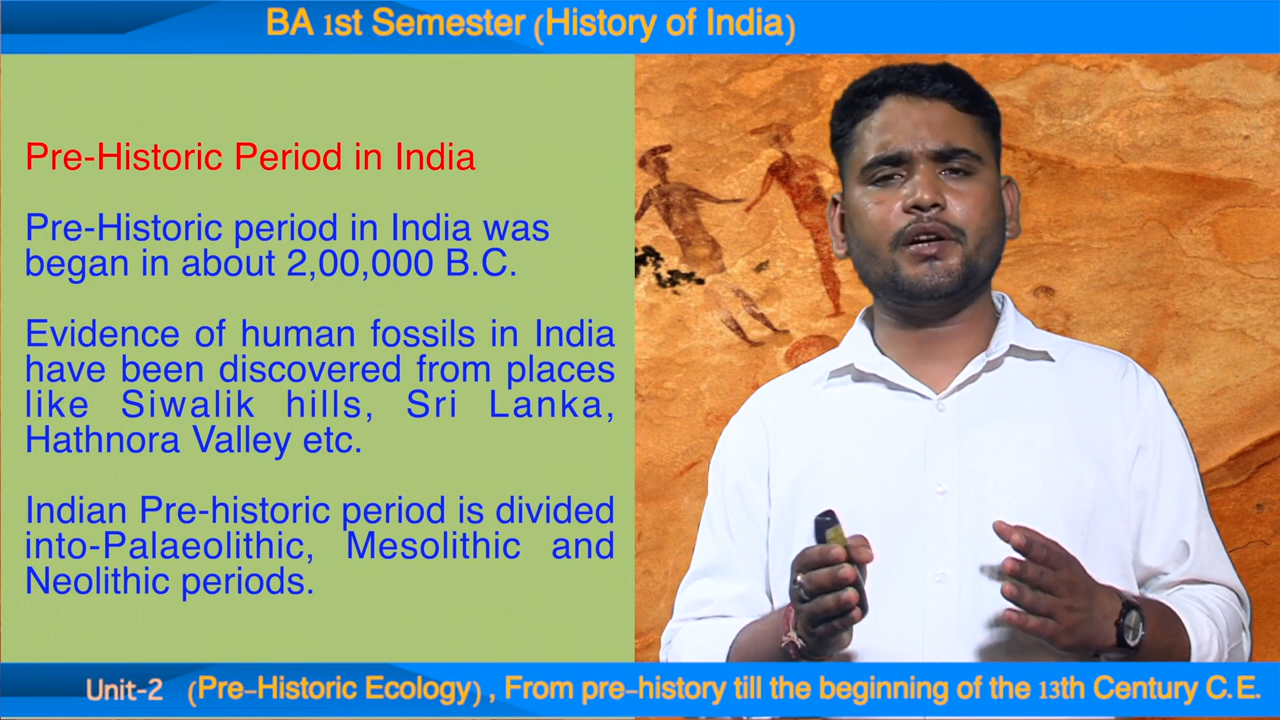 BA 1st Semester (History of India)
Pre-Historic Period in India
Pre-Historic period in India was
began in about 2,00,000 B.C.
Evidence of human fossils in India
have been discovered from places
like Siwalik hills, Sri Lanka,
Hathnora Valley etc.
Indian Pre-historic period is divided
into-Palaeolithic, Mesolithic and
Neolithic periods.
Unit-2 (Pre-Historic Ecology) , From pre-history till the beginning of the 13th Century C.E.